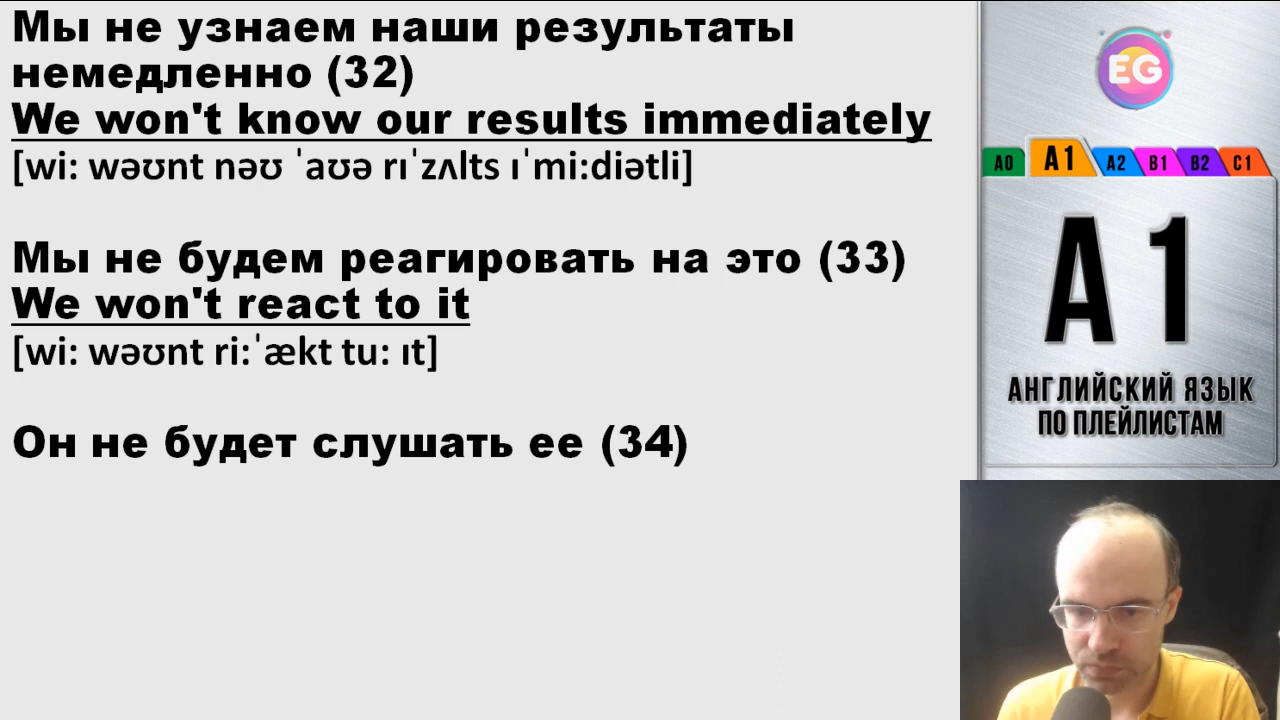 Мы не узнаем наши результаты
немедленно (32)
We won't know our results immediately
[wi: wəʊnt nəʊ ˈaʊə rɪˈzʌlts ɪˈmi:diətli]
Мы не будем реагировать на это (33)
We won't react to it
[wi: wəʊnt ri:ˈækt tu: ɪt]
Он не будет слушать ее (34)
EG
A0 A1 A2 B1 B2 C1
A 1
АНГЛИЙСКИЙ ЯЗЫК
ПО ПЛЕЙЛИСТАМ